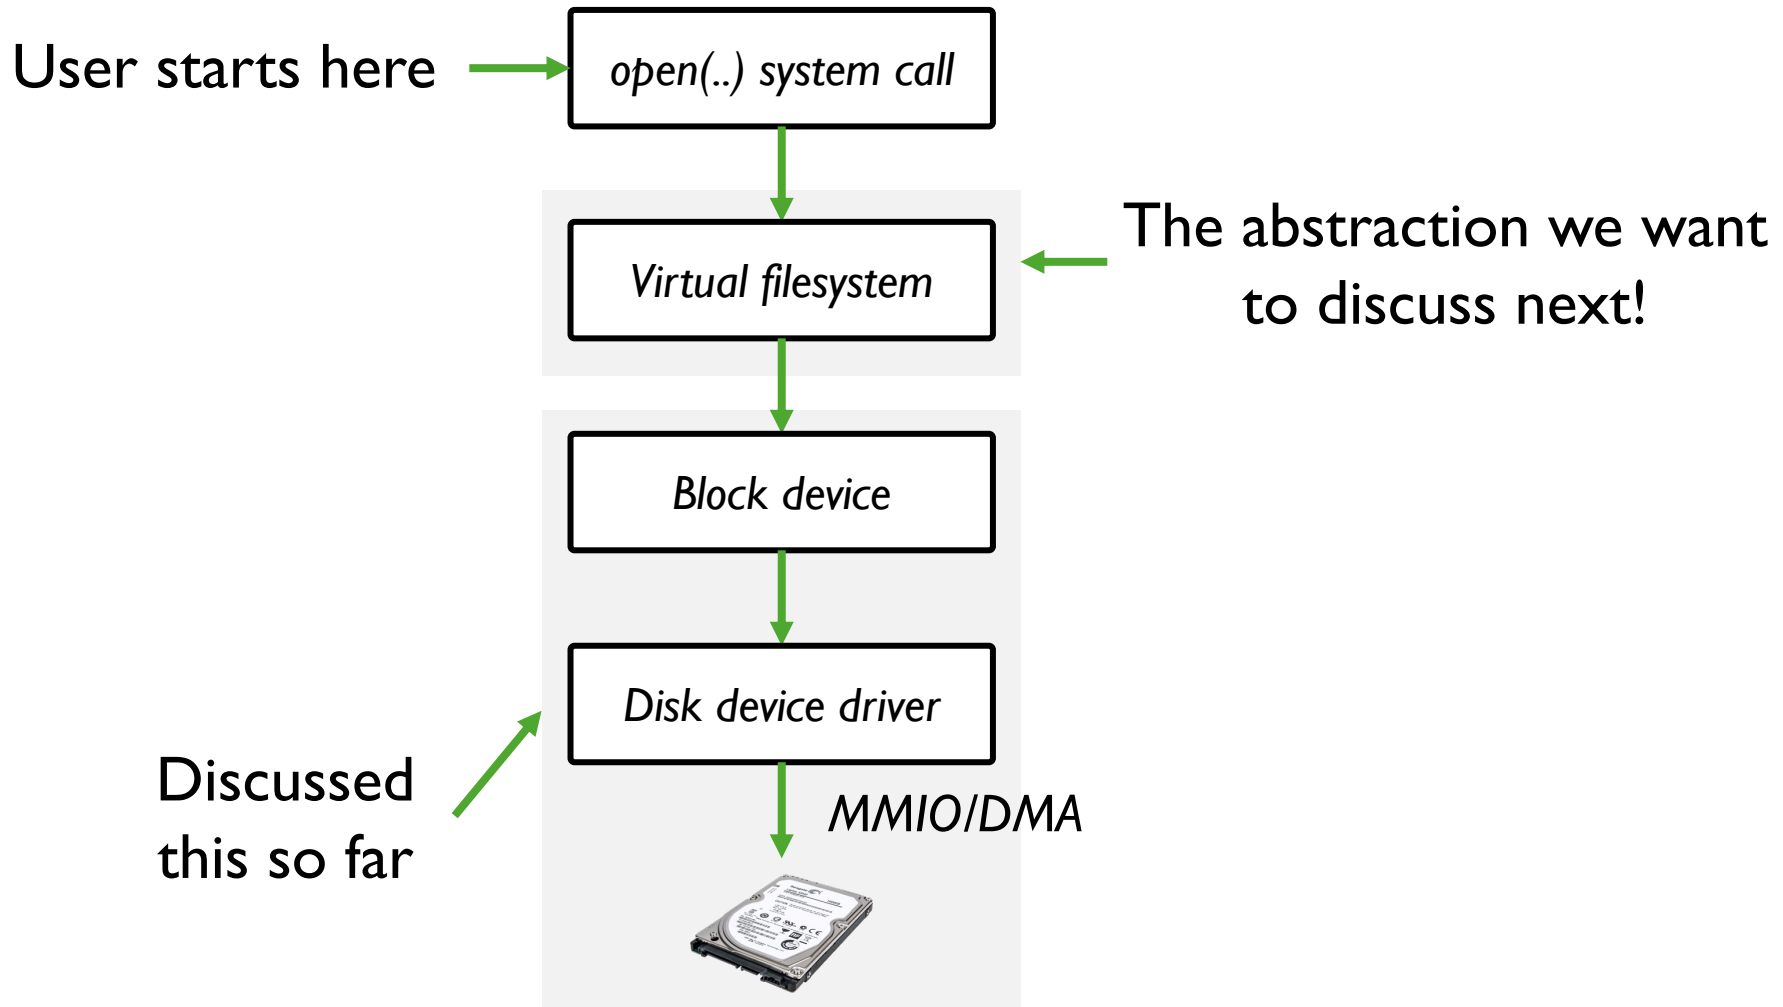 User starts here
open(..) system call
Virtual filesystem
The abstraction we want
to discuss next!
Block device
Disk device driver
Discussed
this so far
MMIO/DMA